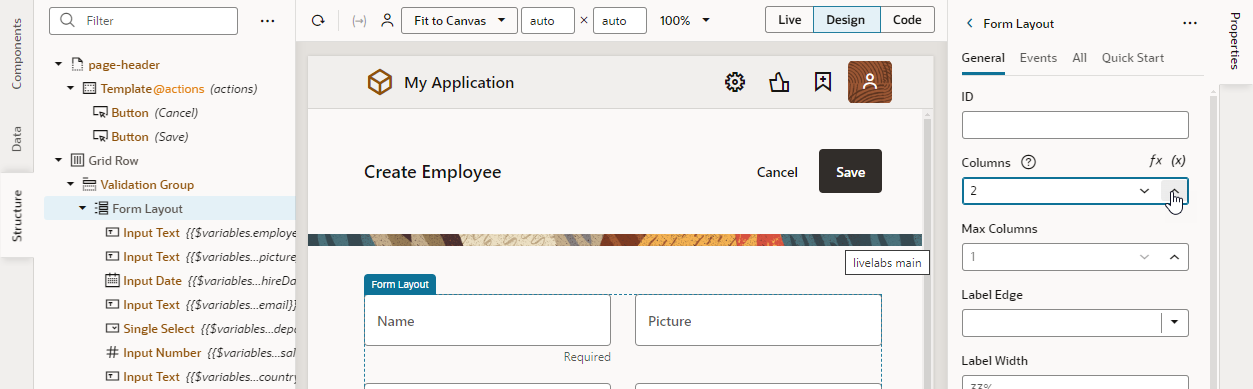 Components
Data
Structure
Filter
page-header
Template @actions (actions)
Button (Cancel)
Button (Save)
Grid Row
Validation Group
Form Layout
Input Text {{$variables.employe
Input Text {{$variables...picture
Input Date {{$variables...hireDa
Input Text {{$variables...email}}
Single Select {{$variables...depa
Input Number {{$variables...sal
Input Text {{$variables...country
Fit to Canvas
auto × auto
100%
Live Design Code
My Application
Create Employee
Cancel
Save
livelabs main
Form Layout
Name
Picture
Required
Form Layout
General Events All Quick Start
ID
Columns
fx (x)
2
Max Columns
1
Label Edge
Label Width
33%
Properties